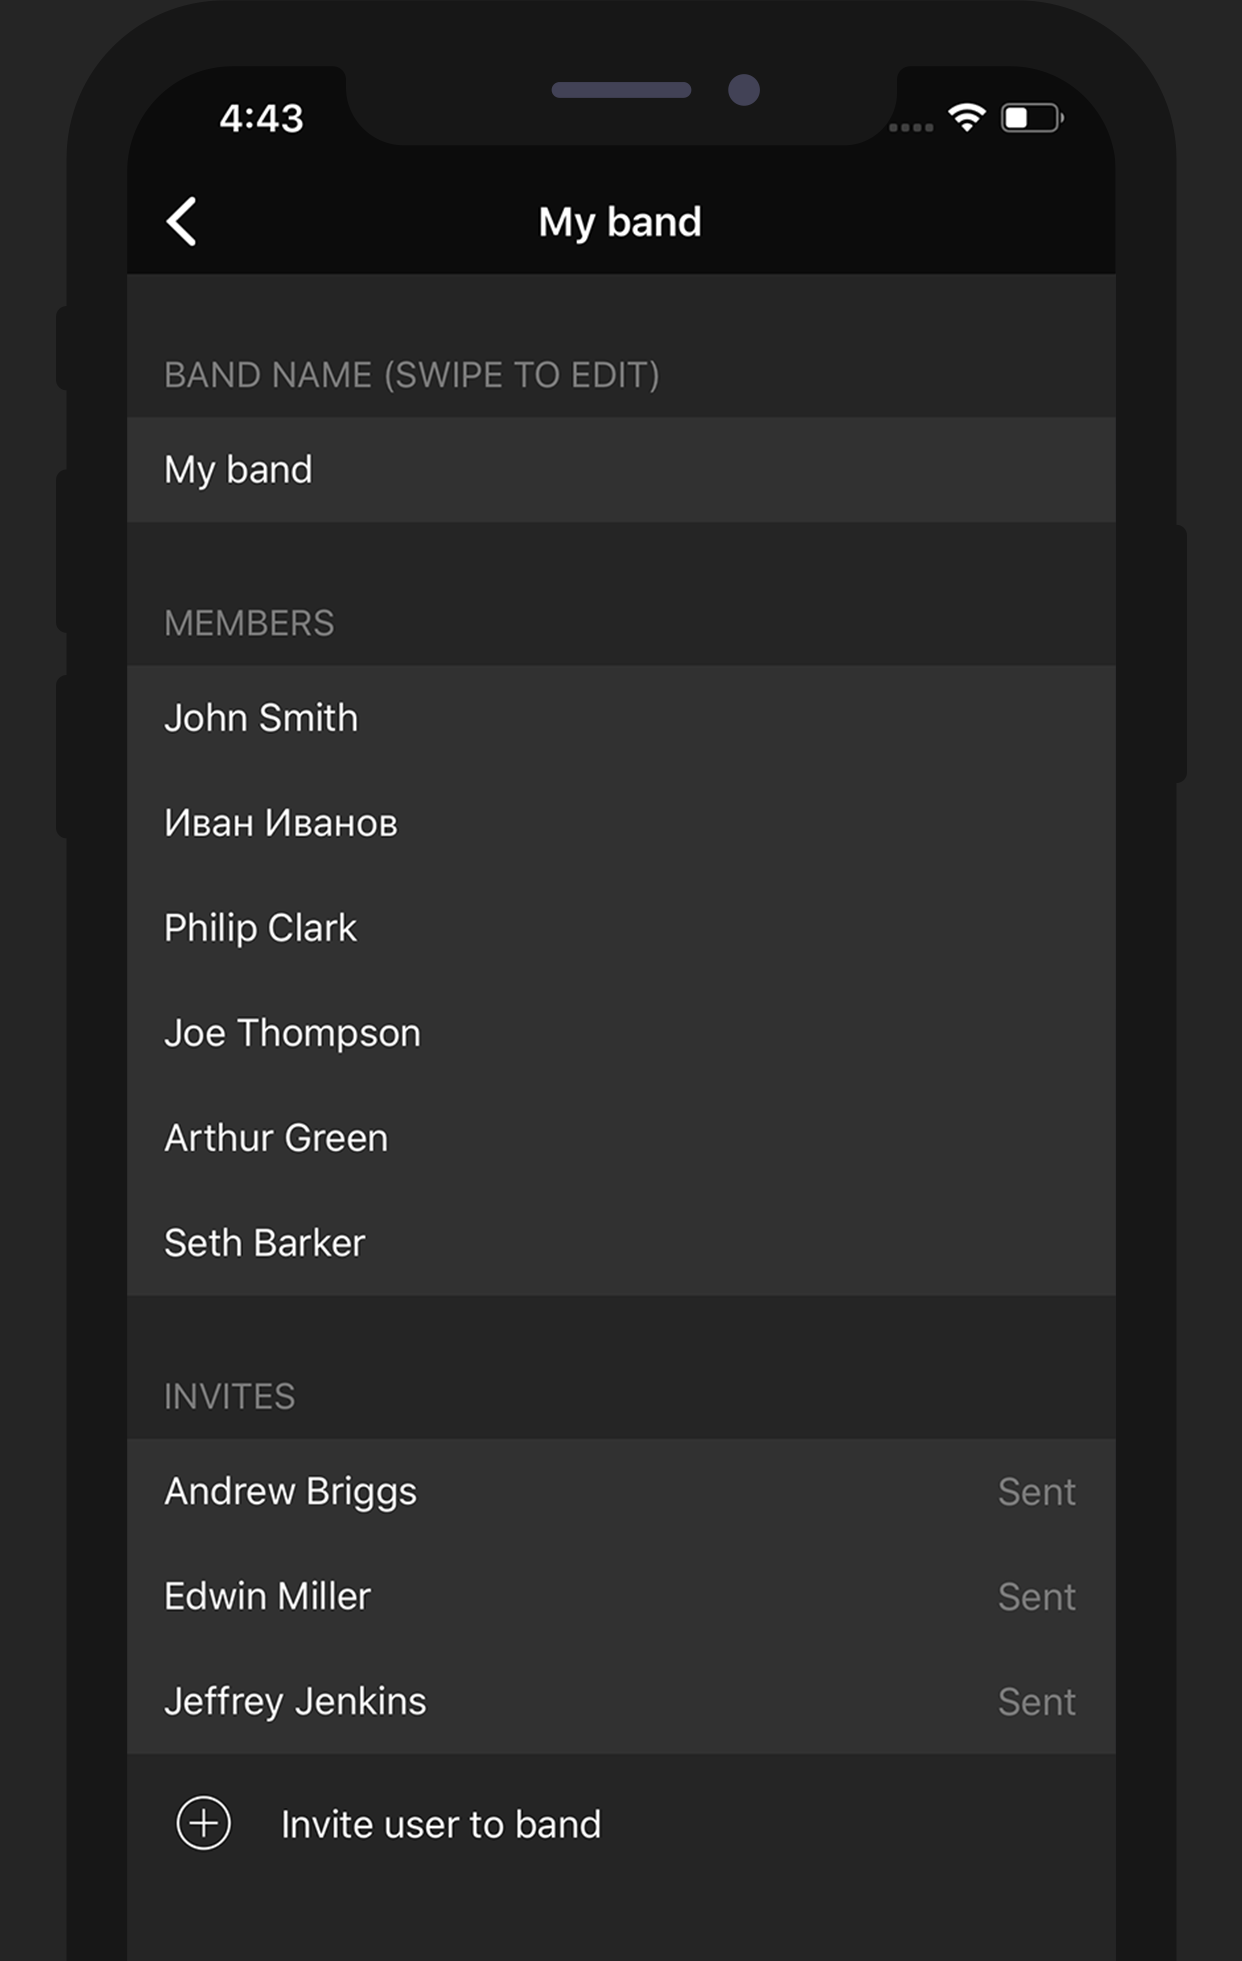 4:43
My band
BAND NAME (SWIPE TO EDIT)
My band
MEMBERS
John Smith
Иван Иванов
Philip Clark
Joe Thompson
Arthur Green
Seth Barker
INVITES
Andrew Briggs Sent
Edwin Miller Sent
Jeffrey Jenkins Sent
Invite user to band